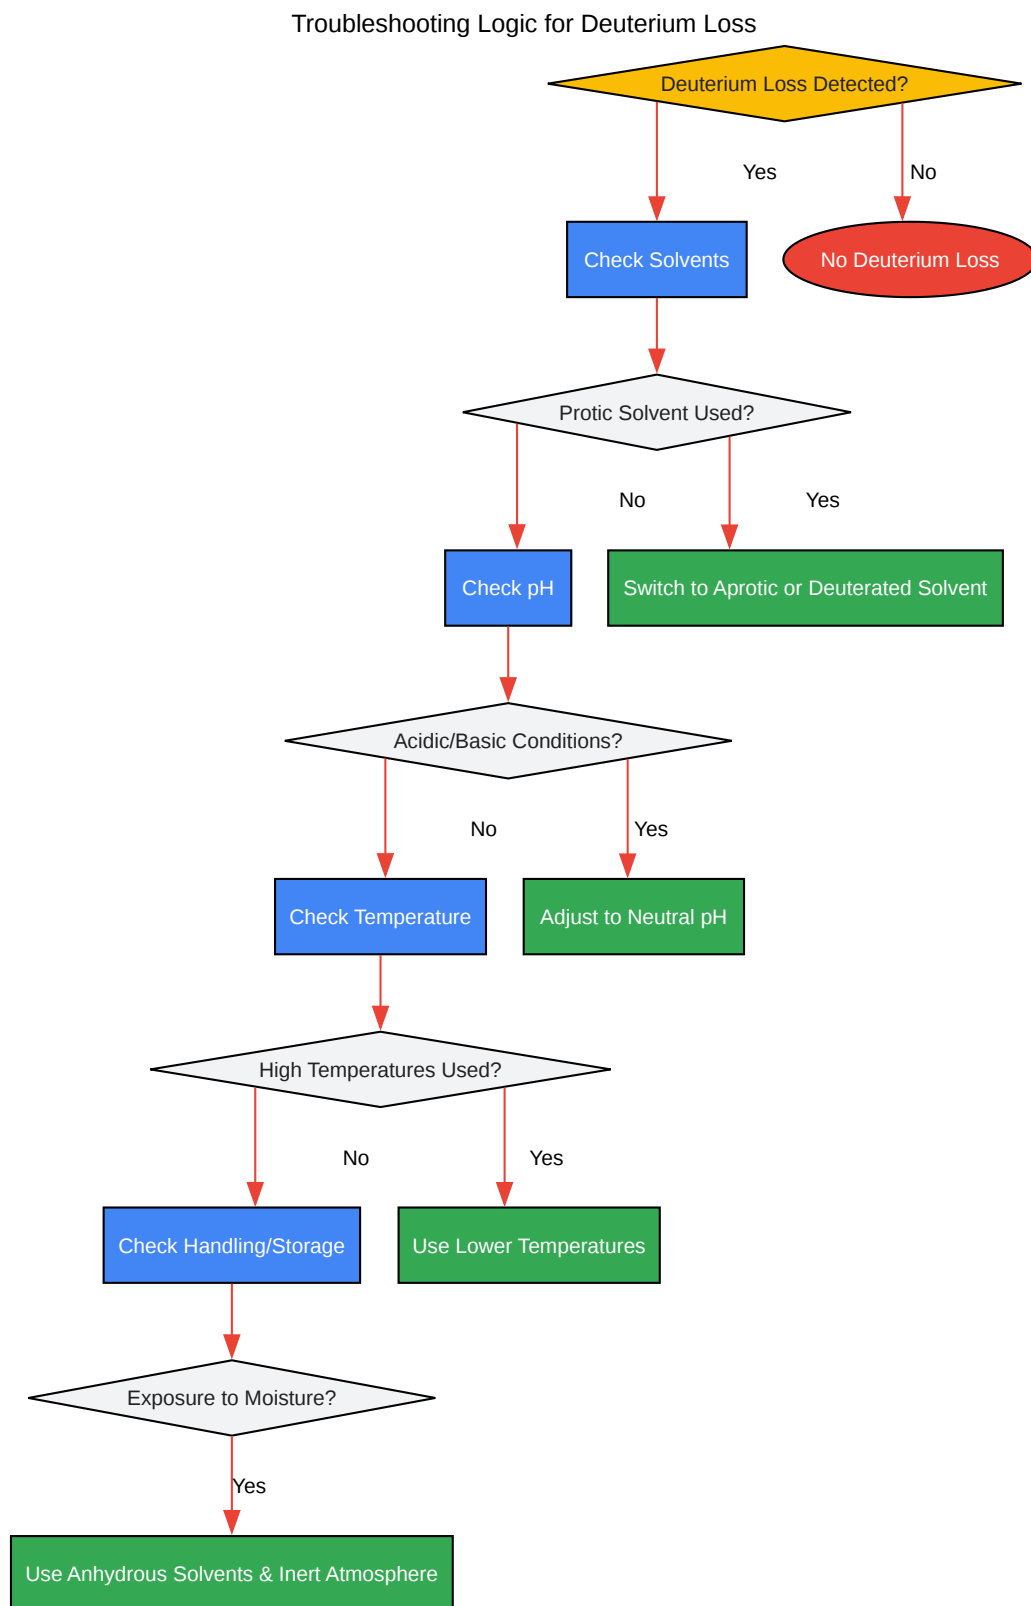 Troubleshooting Logic for Deuterium Loss
Deuterium Loss Detected?
Yes
No
Check Solvents
No Deuterium Loss
Protic Solvent Used?
No
Yes
Check pH
Switch to Aprotic or Deuterated Solvent
Acidic/Basic Conditions?
No
Yes
Check Temperature
Adjust to Neutral pH
High Temperatures Used?
No
Yes
Check Handling/Storage
Use Lower Temperatures
Exposure to Moisture?
Yes
Use Anhydrous Solvents & Inert Atmosphere